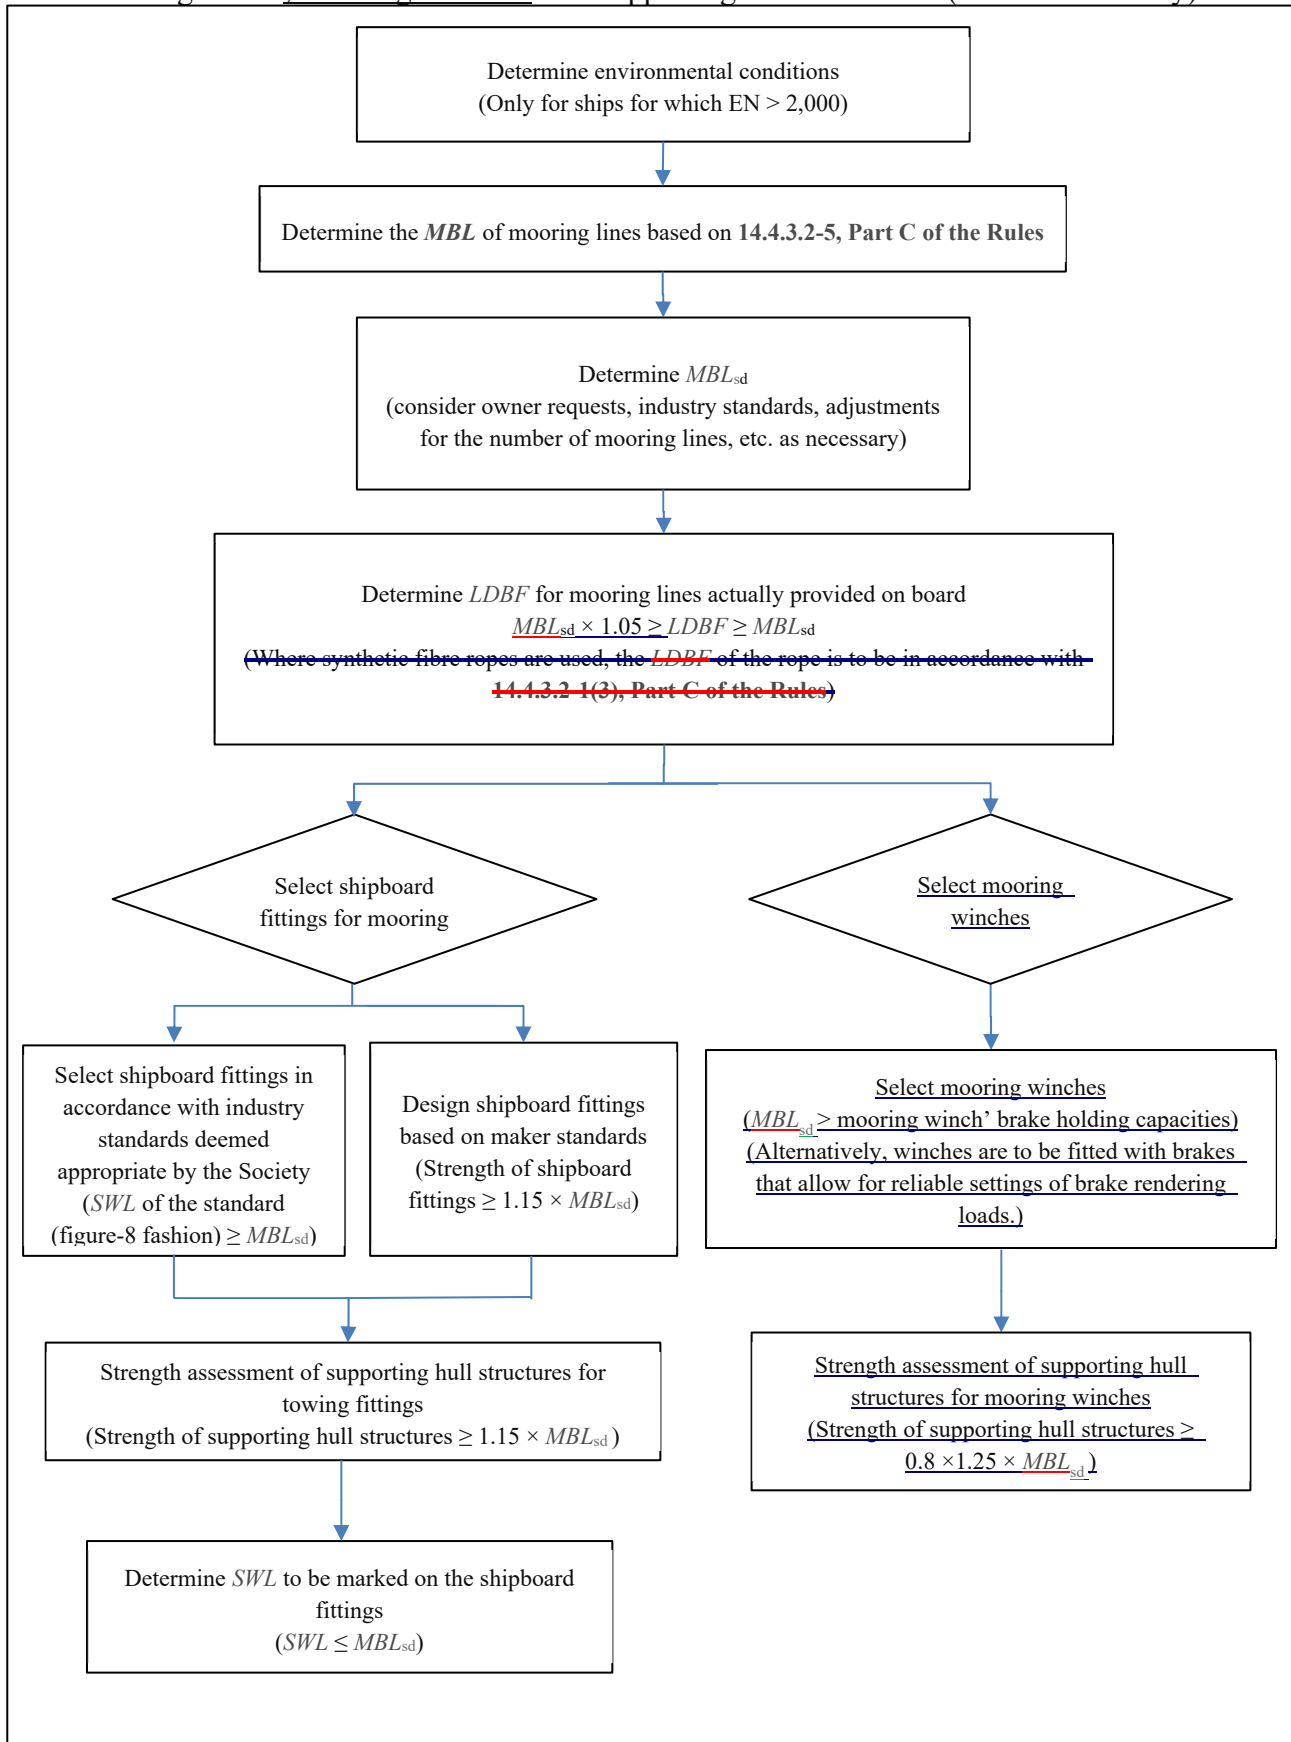 Determine environmental conditions
(Only for ships for which EN > 2,000)
Determine the MBL of mooring lines based on 14.4.3.2-5, Part C of the Rules
Determine MBLsd
(consider owner requests, industry standards, adjustments
for the number of mooring lines, etc. as necessary)
Determine LDBF for mooring lines actually provided on board
MBLsd × 1.05 ≥ LDBF ≥ MBLsd
(Where synthetic fibre ropes are used, the LDBF of the rope is to be in accordance with
14.4.3.2-1(3), Part C of the Rules)
Select shipboard
fittings for mooring
Select mooring
winches
Select shipboard fittings in
accordance with industry
standards deemed
appropriate by the Society
(SWL of the standard
(figure-8 fashion) ≥ MBLsd)
Design shipboard fittings
based on maker standards
(Strength of shipboard
fittings ≥ 1.15 × MBLsd)
Select mooring winches
(MBLsd > mooring winch’ brake holding capacities)
(Alternatively, winches are to be fitted with brakes
that allow for reliable settings of brake rendering
loads.)
Strength assessment of supporting hull structures for
towing fittings
(Strength of supporting hull structures ≥ 1.15 × MBLsd )
Strength assessment of supporting hull
structures for mooring winches
(Strength of supporting hull structures ≥
0.8 ×1.25 × MBLsd )
Determine SWL to be marked on the shipboard
fittings
(SWL ≤ MBLsd)